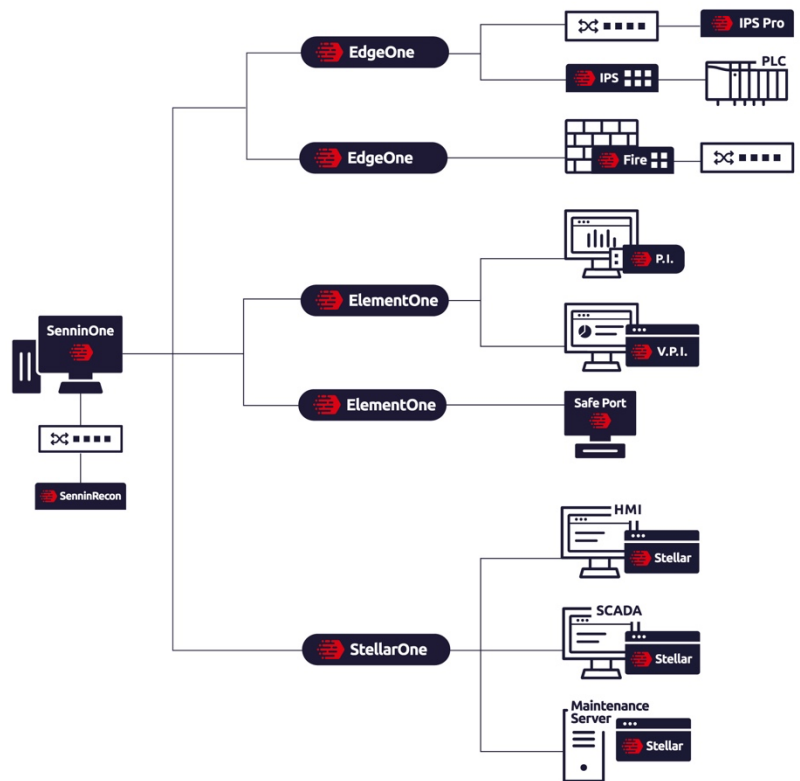 EdgeOne
IPS Pro
IPS
PLC
EdgeOne
Fire
ElementOne
P.I.
V.P.I.
ElementOne
Safe Port
SenninOne
SenninRecon
StellarOne
HMI
Stellar
SCADA
Stellar
Maintenance
Server
Stellar